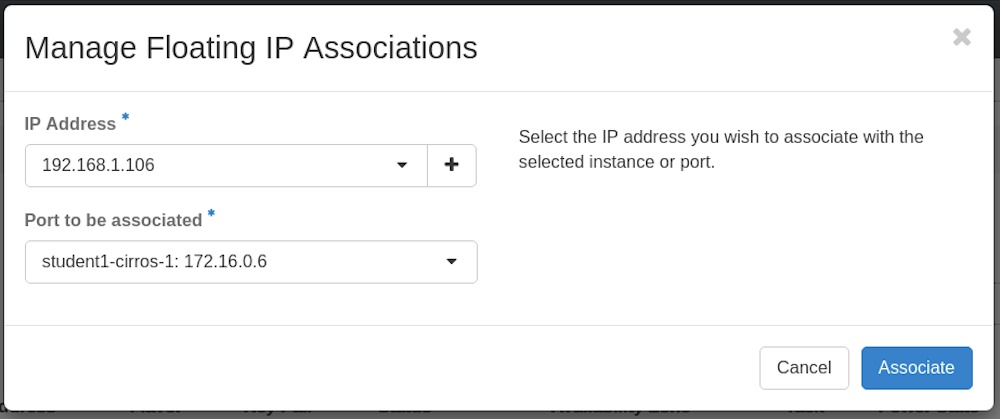 Manage Floating IP Associations
×
IP Address *
192.168.1.106
+
Select the IP address you wish to associate with the
selected instance or port.
Port to be associated *
student1-cirros-1: 172.16.0.6
Cancel
Associate